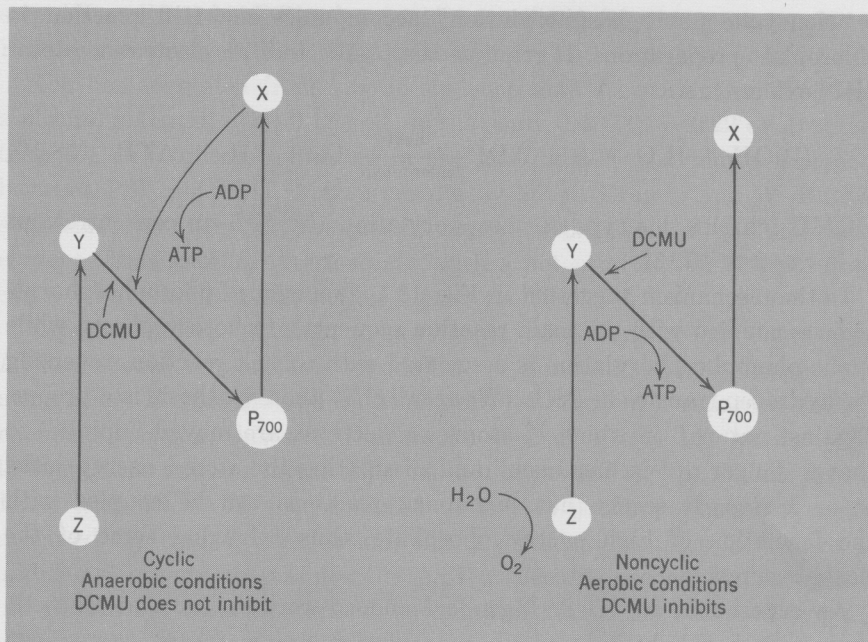 X
ADP
ATP
Y
DCMU
P700
Z
Cyclic
Anaerobic conditions
DCMU does not inhibit
X
DCMU
Y
ADP
ATP
P700
H2O
Z
O2
Noncyclic
Aerobic conditions
DCMU inhibits